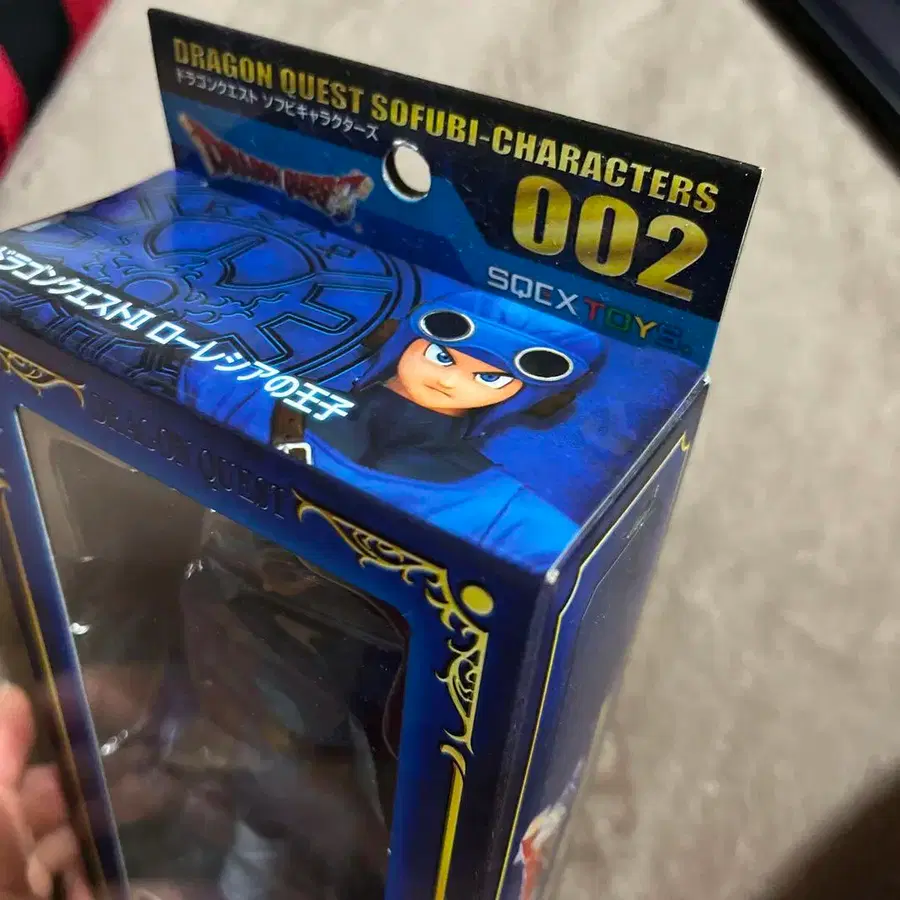 DRAGON QUEST SOFUBI-CHARACTERS
ドラゴンクエスト ソフビキャラクターズ
DRAGON QUEST
002
SQEX TOYS
ドラゴンクエストII ローレシアの王子
DRAGON QUEST